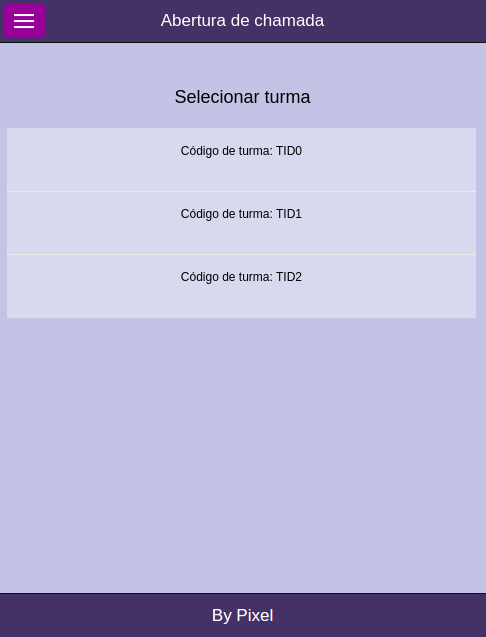 Abertura de chamada
Selecionar turma
Código de turma: TID0
Código de turma: TID1
Código de turma: TID2
By Pixel